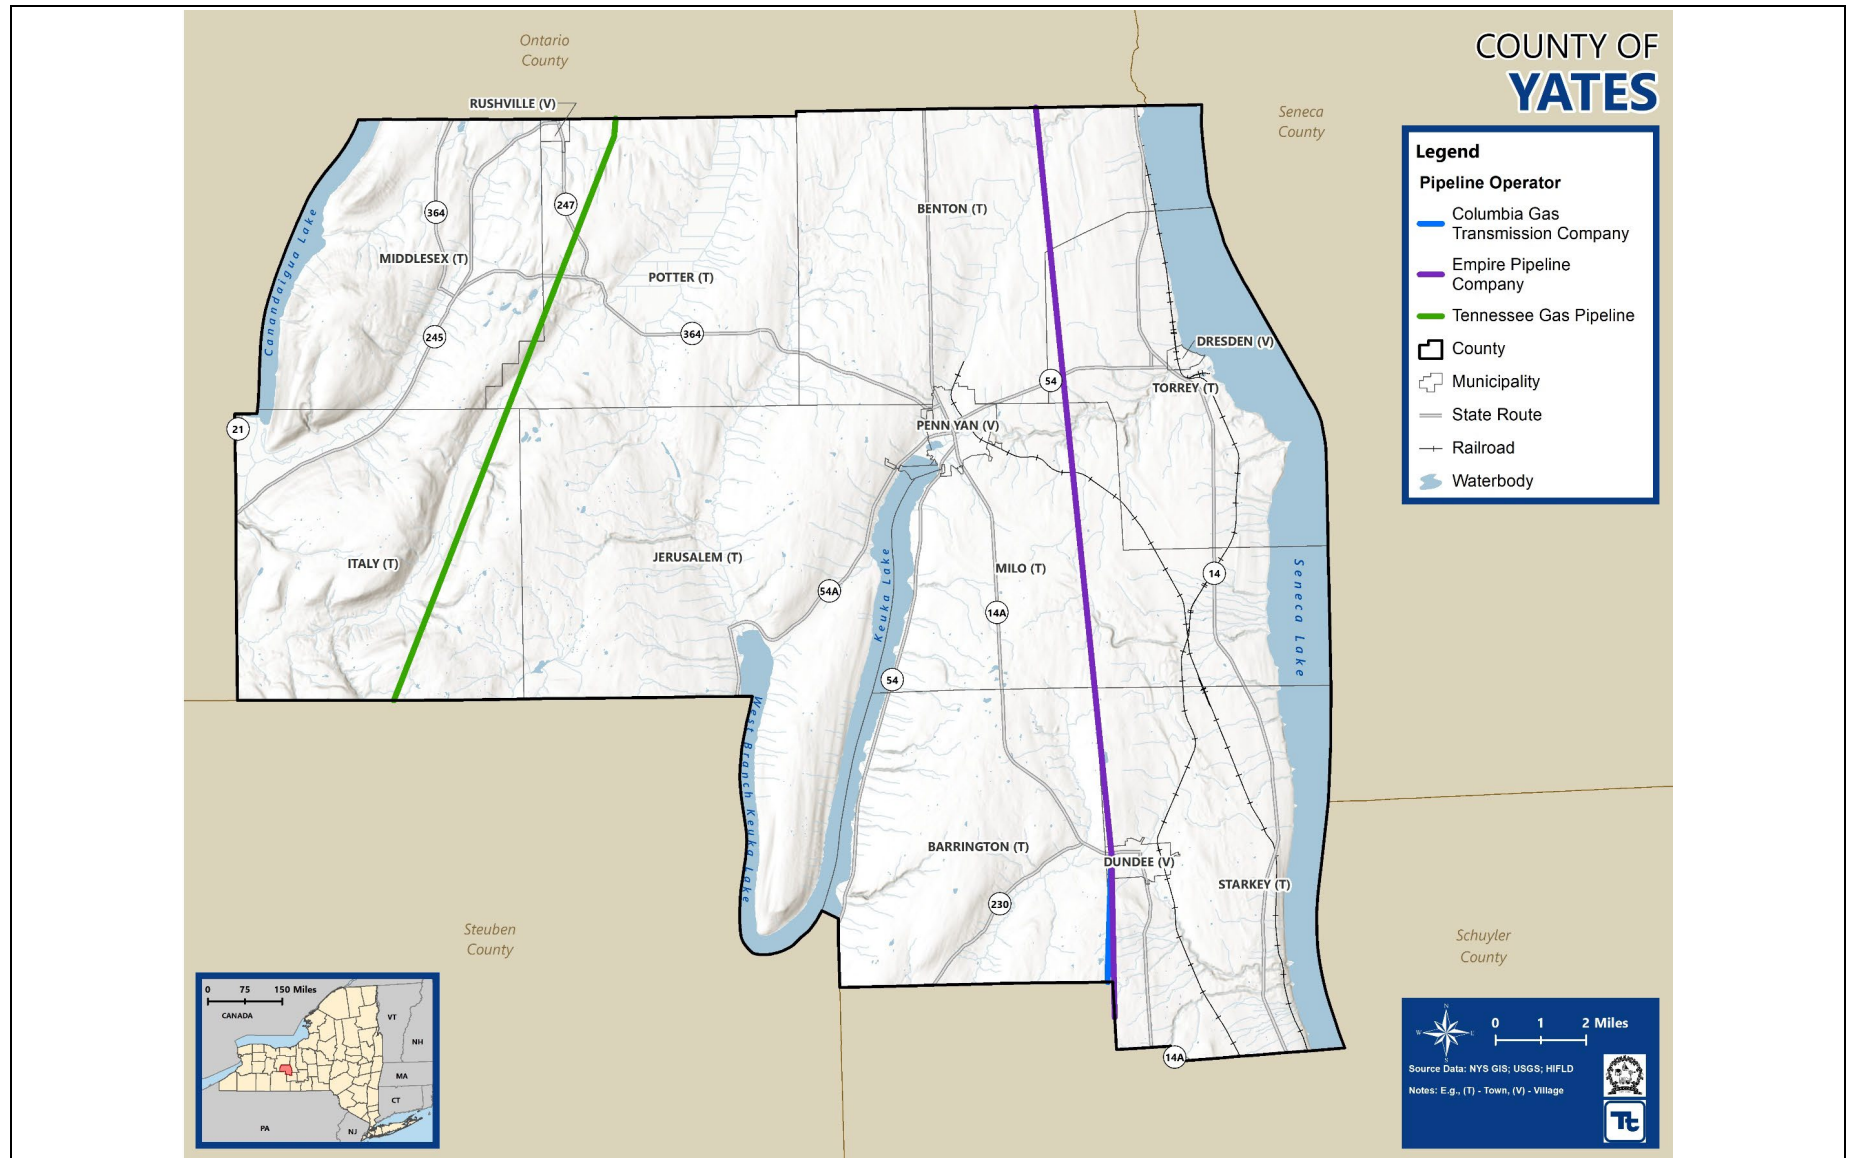 COUNTY OF
YATES
Ontario
County
Seneca
County
RUSHVILLE (V)
364
247
BENTON (T)
MIDDLESEX (T)
POTTER (T)
Canandaigua Lake
245
364
DRESDEN (V)
54
TORREY (T)
21
PENN YAN (V)
ITALY (T)
JERUSALEM (T)
MILO (T)
14
54A
Keuka Lake
14A
Seneca Lake
54
West Branch Keuka Lake
BARRINGTON (T)
DUNDEE (V)
STARKEY (T)
230
Steuben
County
Schuyler
County
14A
Legend
Pipeline Operator
Columbia Gas
Transmission Company
Empire Pipeline
Company
Tennessee Gas Pipeline
County
Municipality
State Route
Railroad
Waterbody
0 75 150 Miles
CANADA
VT
NH
MA
CT
PA
NJ
N
W
E
S
0 1 2 Miles
Source Data: NYS GIS; USGS; HIFLD
Notes: E.g., (T) - Town, (V) - Village
Tt